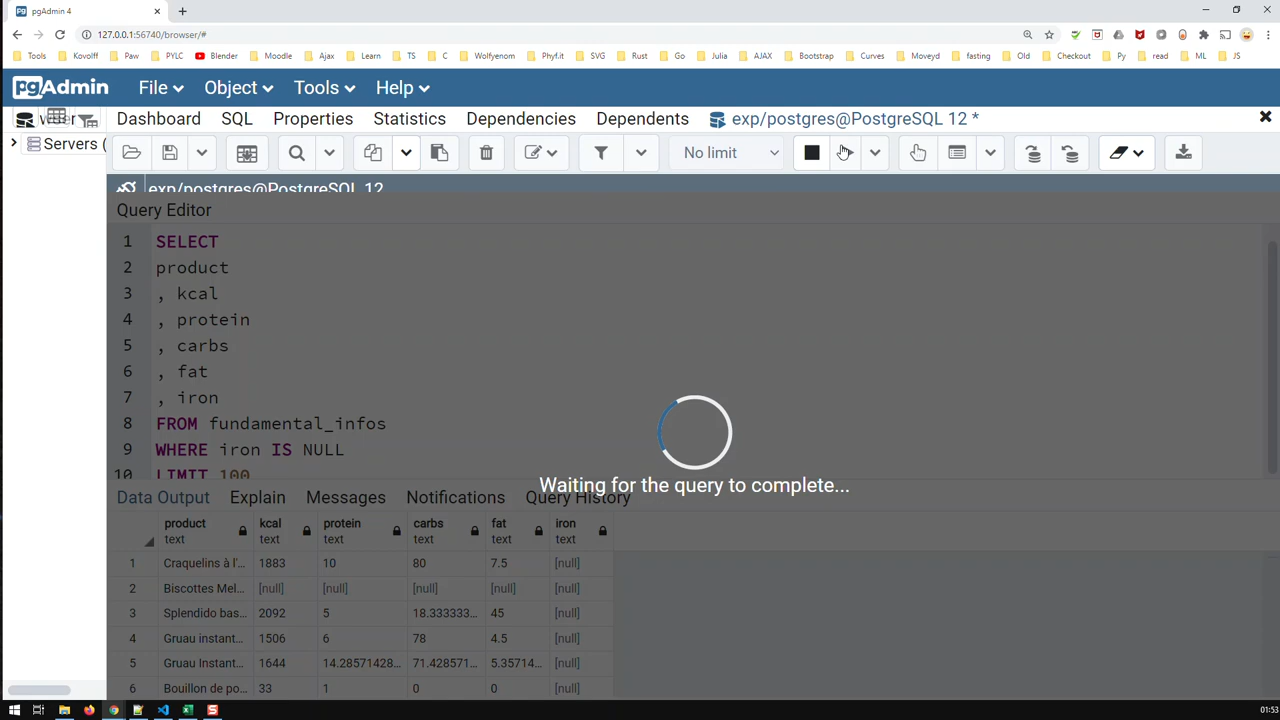 pgAdmin 4
127.0.0.1:56740/browser/#
Tools Kovolff Paw PYLC Blender Moodle Ajax Learn TS C Wolfyenom Phyf.it SVG Rust Go Julia AJAX Bootstrap Curves Moveyd fasting Old Checkout Py read ML JS
pgAdmin File Object Tools Help
Dashboard SQL Properties Statistics Dependencies Dependents exp/postgres@PostgreSQL 12 *
Servers (
No limit
exp/postgres@PostgreSQL 12
Query Editor
1 SELECT
2 product
3 , kcal
4 , protein
5 , carbs
6 , fat
7 , iron
8 FROM fundamental_infos
9 WHERE iron IS NULL
10 LIMIT 100
Waiting for the query to complete...
Data Output Explain Messages Notifications Query History
product kcal protein carbs fat iron
text text text text text text
1 Craquelins à l'... 1883 10 80 7.5 [null]
2 Biscottes Mel... [null] [null] [null] [null] [null]
3 Splendido bas... 2092 5 18.333333... 45 [null]
4 Gruau instant... 1506 6 78 4.5 [null]
5 Gruau Instant... 1644 14.28571428... 71.428571... 5.35714... [null]
6 Bouillon de po... 33 1 0 0 [null]
01:53